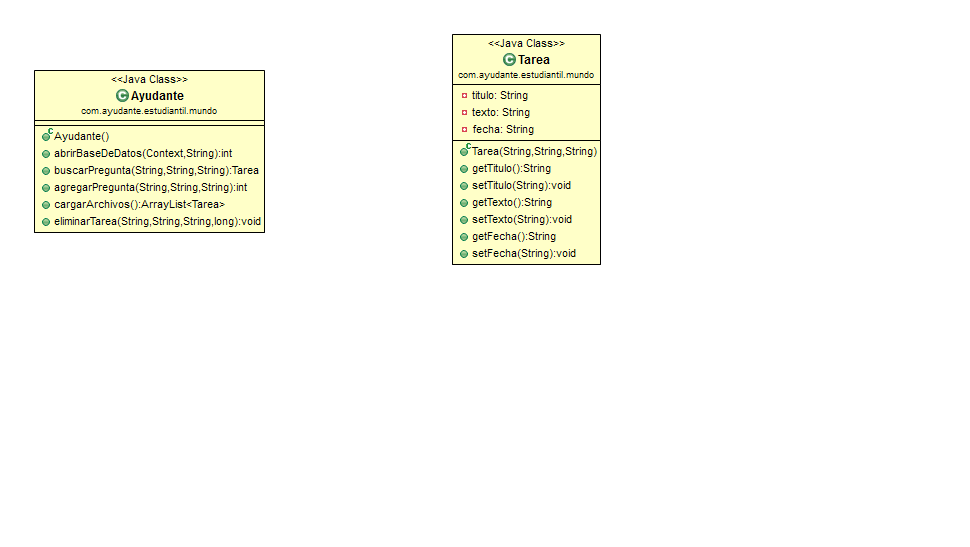 <<Java Class>>
Ayudante
com.ayudante.estudiantil.mundo
Ayudante()
abrirBaseDeDatos(Context,String):int
buscarPregunta(String,String,String):Tarea
agregarPregunta(String,String,String):int
cargarArchivos():ArrayList<Tarea>
eliminarTarea(String,String,String,long):void
<<Java Class>>
Tarea
com.ayudante.estudiantil.mundo
titulo: String
texto: String
fecha: String
Tarea(String,String,String)
getTitulo():String
setTitulo(String):void
getTexto():String
setTexto(String):void
getFecha():String
setFecha(String):void